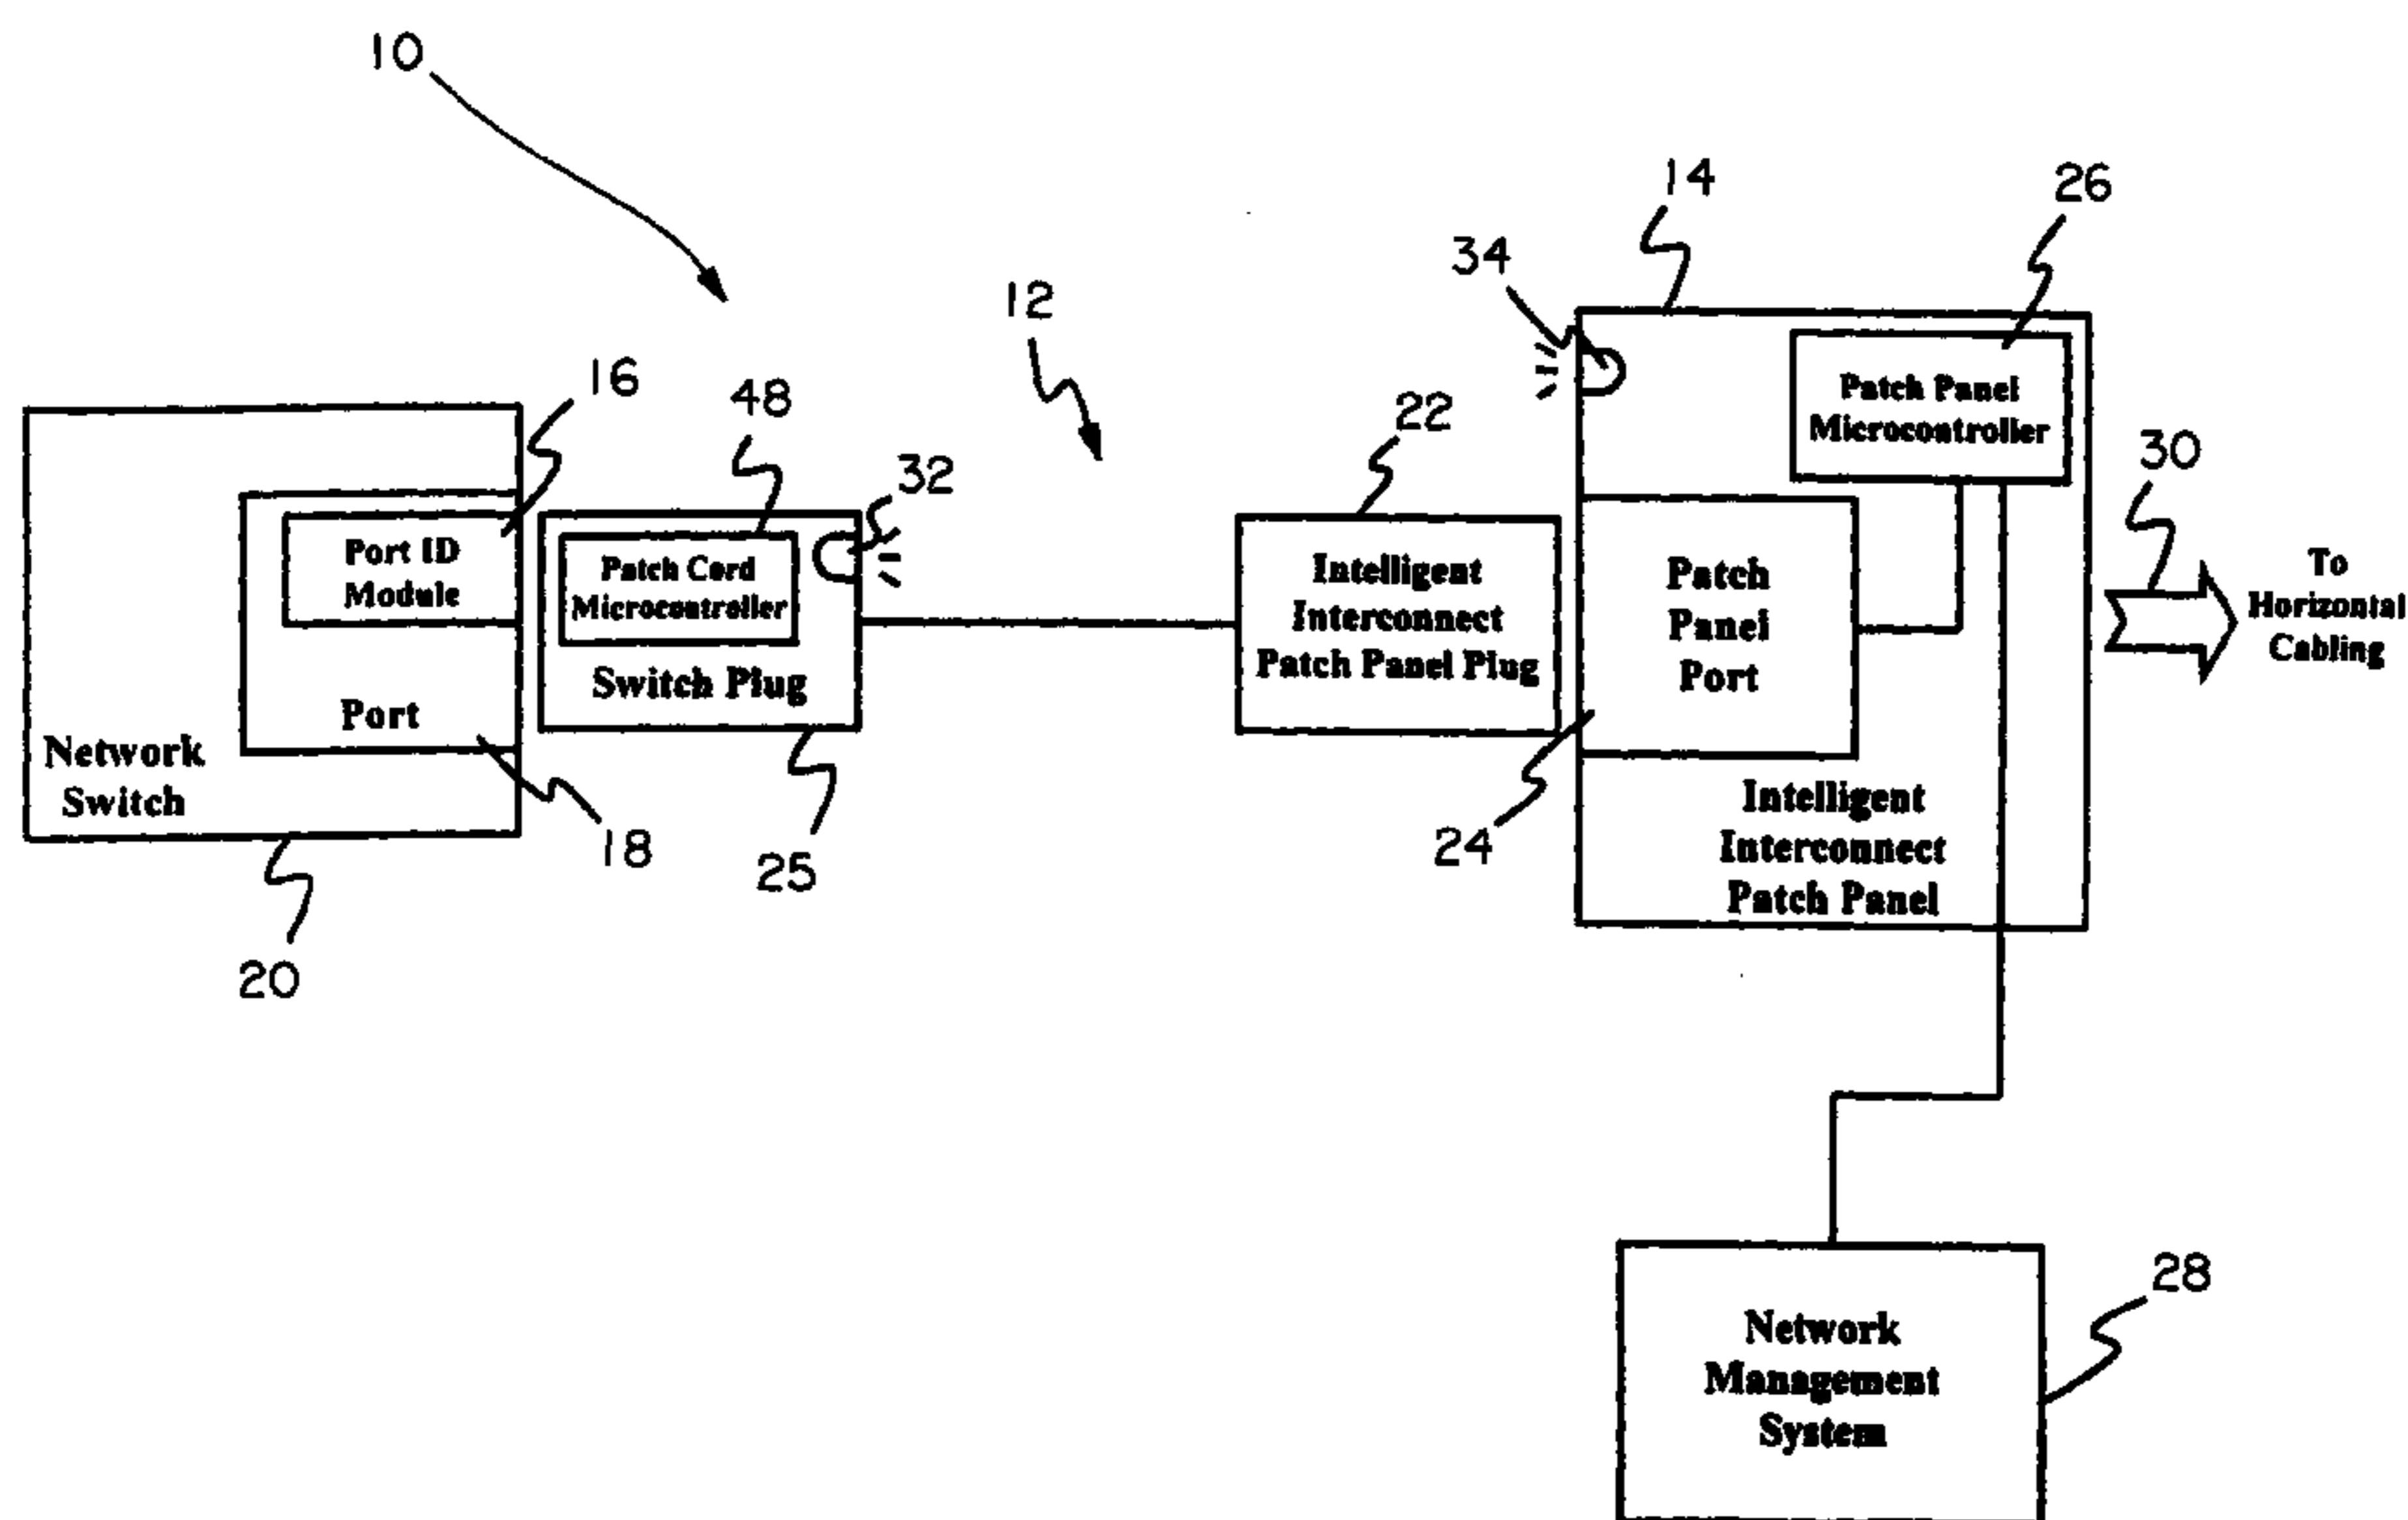 10
14
26
34
12
16
48
22
32
30
Patch Panel
Microcontroller
Port ID
Module
Patch Cord
Microcontroller
Switch Plug
Intelligent
Interconnect
Patch Panel Plug
Patch
Panel
Port
To
Horizontal
Cabling
Port
Network
Switch
18
25
24
20
Intelligent
Interconnect
Patch Panel
28
Network
Management
System